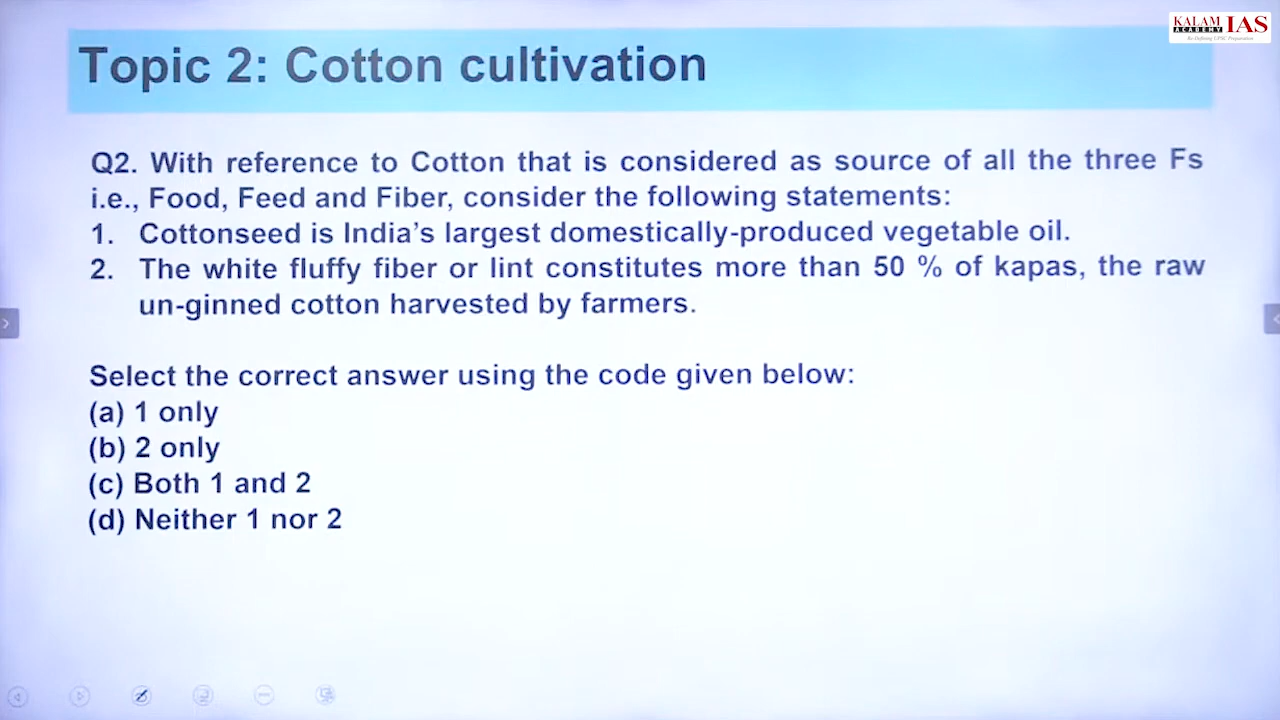 KALAM IAS
ACADEMY
Re-Defining UPSC Preparation
Topic 2: Cotton cultivation
Q2. With reference to Cotton that is considered as source of all the three Fs
i.e., Food, Feed and Fiber, consider the following statements:
1. Cottonseed is India’s largest domestically-produced vegetable oil.
2. The white fluffy fiber or lint constitutes more than 50 % of kapas, the raw
un-ginned cotton harvested by farmers.
Select the correct answer using the code given below:
(a) 1 only
(b) 2 only
(c) Both 1 and 2
(d) Neither 1 nor 2